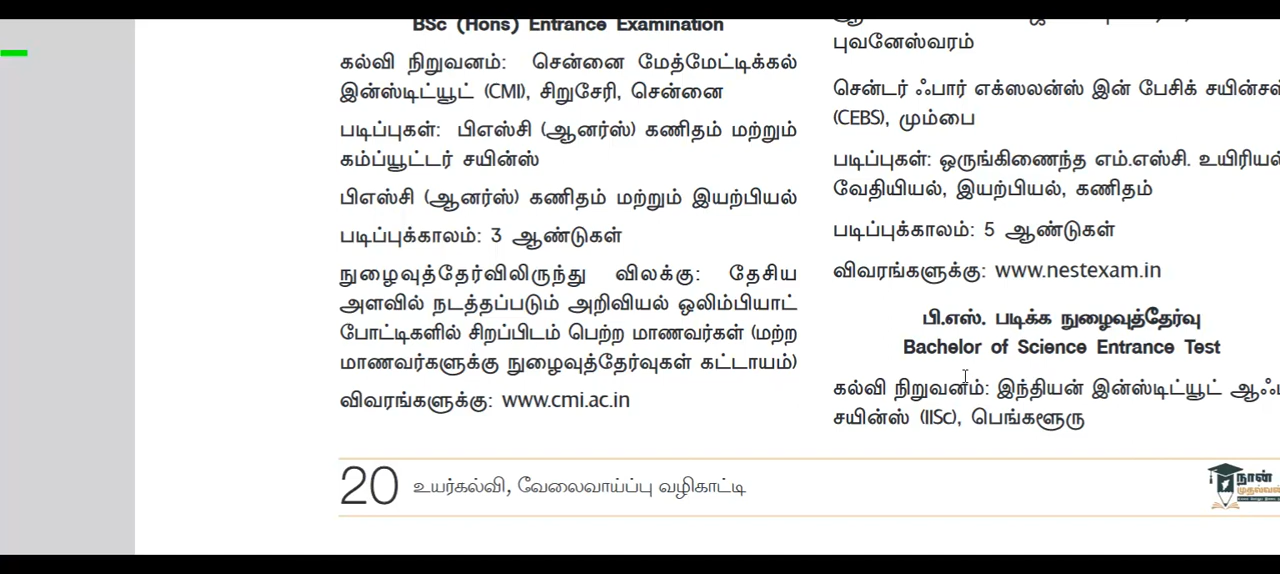 BSc (Hons) Entrance Examination
கல்வி நிறுவனம்: சென்னை மேத்மேட்டிக்கல்
இன்ஸ்டிட்யூட் (CMI), சிறுசேரி, சென்னை
படிப்புகள்: பிஎஸ்சி (ஆனர்ஸ்) கணிதம் மற்றும்
கம்ப்யூட்டர் சயின்ஸ்
பிஎஸ்சி (ஆனர்ஸ்) கணிதம் மற்றும் இயற்பியல்
படிப்புக்காலம்: 3 ஆண்டுகள்
நுழைவுத்தேர்விலிருந்து விலக்கு: தேசிய
அளவில் நடத்தப்படும் அறிவியல் ஒலிம்பியாட்
போட்டிகளில் சிறப்பிடம் பெற்ற மாணவர்கள் (மற்ற
மாணவர்களுக்கு நுழைவுத்தேர்வுகள் கட்டாயம்)
விவரங்களுக்கு: www.cmi.ac.in
புவனேஸ்வரம்
சென்டர் ஃபார் எக்ஸலன்ஸ் இன் பேசிக்
(CEBS), மும்பை
படிப்புகள்: ஒருங்கிணைந்த எம்.எஸ்சி. உயிரியல்
வேதியியல், இயற்பியல், கணிதம்
படிப்புக்காலம்: 5 ஆண்டுகள்
விவரங்களுக்கு: www.nestexam.in
பி.எஸ். படிக்க நுழைவுத்தேர்வு
Bachelor of Science Entrance Test
கல்வி நிறுவனம்: இந்தியன் இன்ஸ்டிட்யூட்
சயின்ஸ் (IISc), பெங்களூரு
20 உயர்கல்வி, வேலைவாய்ப்பு வழிகாட்டி
நான்
முதல்வன்